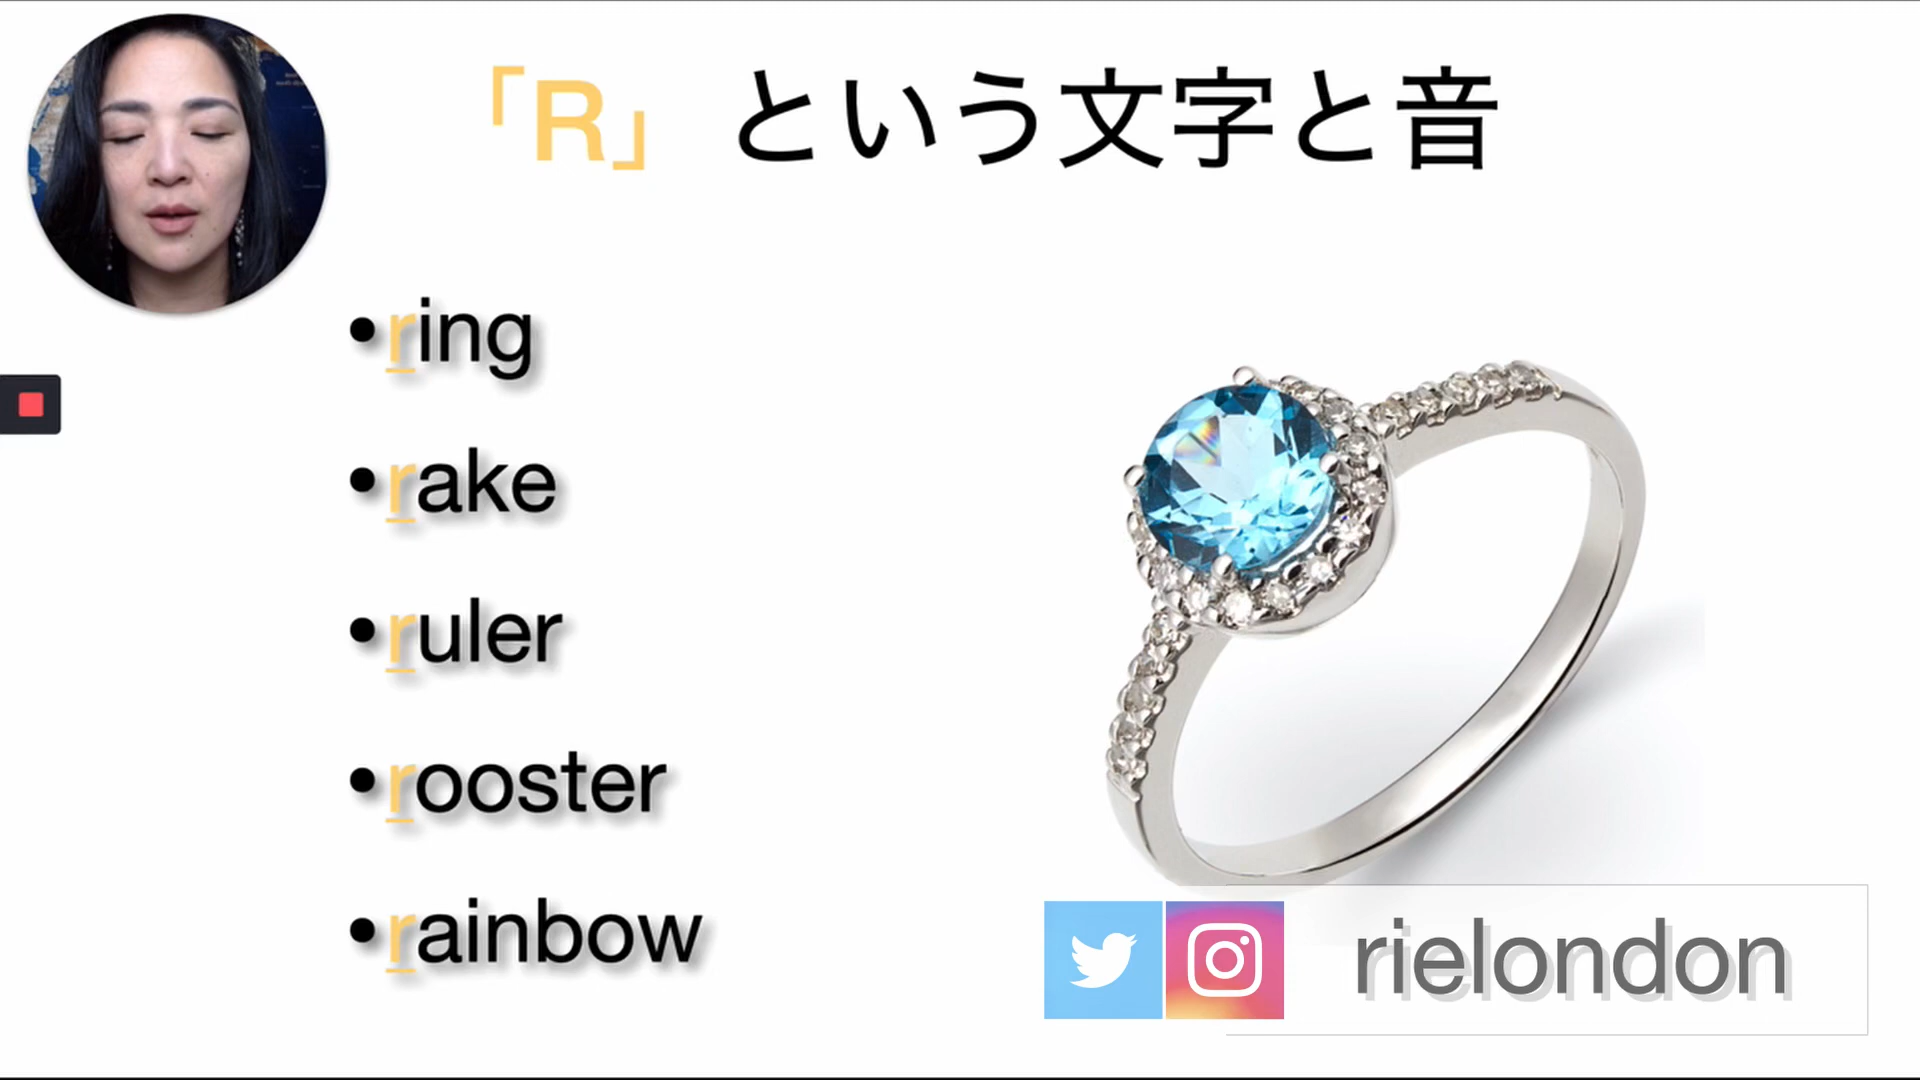 「R」 という文字と音
•ring
•rake
•ruler
•rooster
•rainbow
rielondon